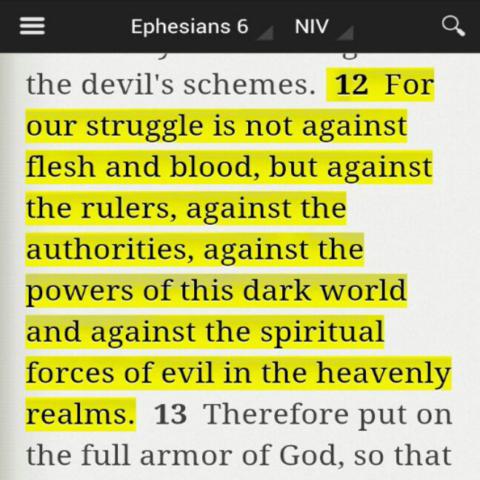 Ephesians 6 NIV
the devil's schemes. 12 For
our struggle is not against
flesh and blood, but against
the rulers, against the
authorities, against the
powers of this dark world
and against the spiritual
forces of evil in the heavenly
realms. 13 Therefore put on
the full armor of God, so that